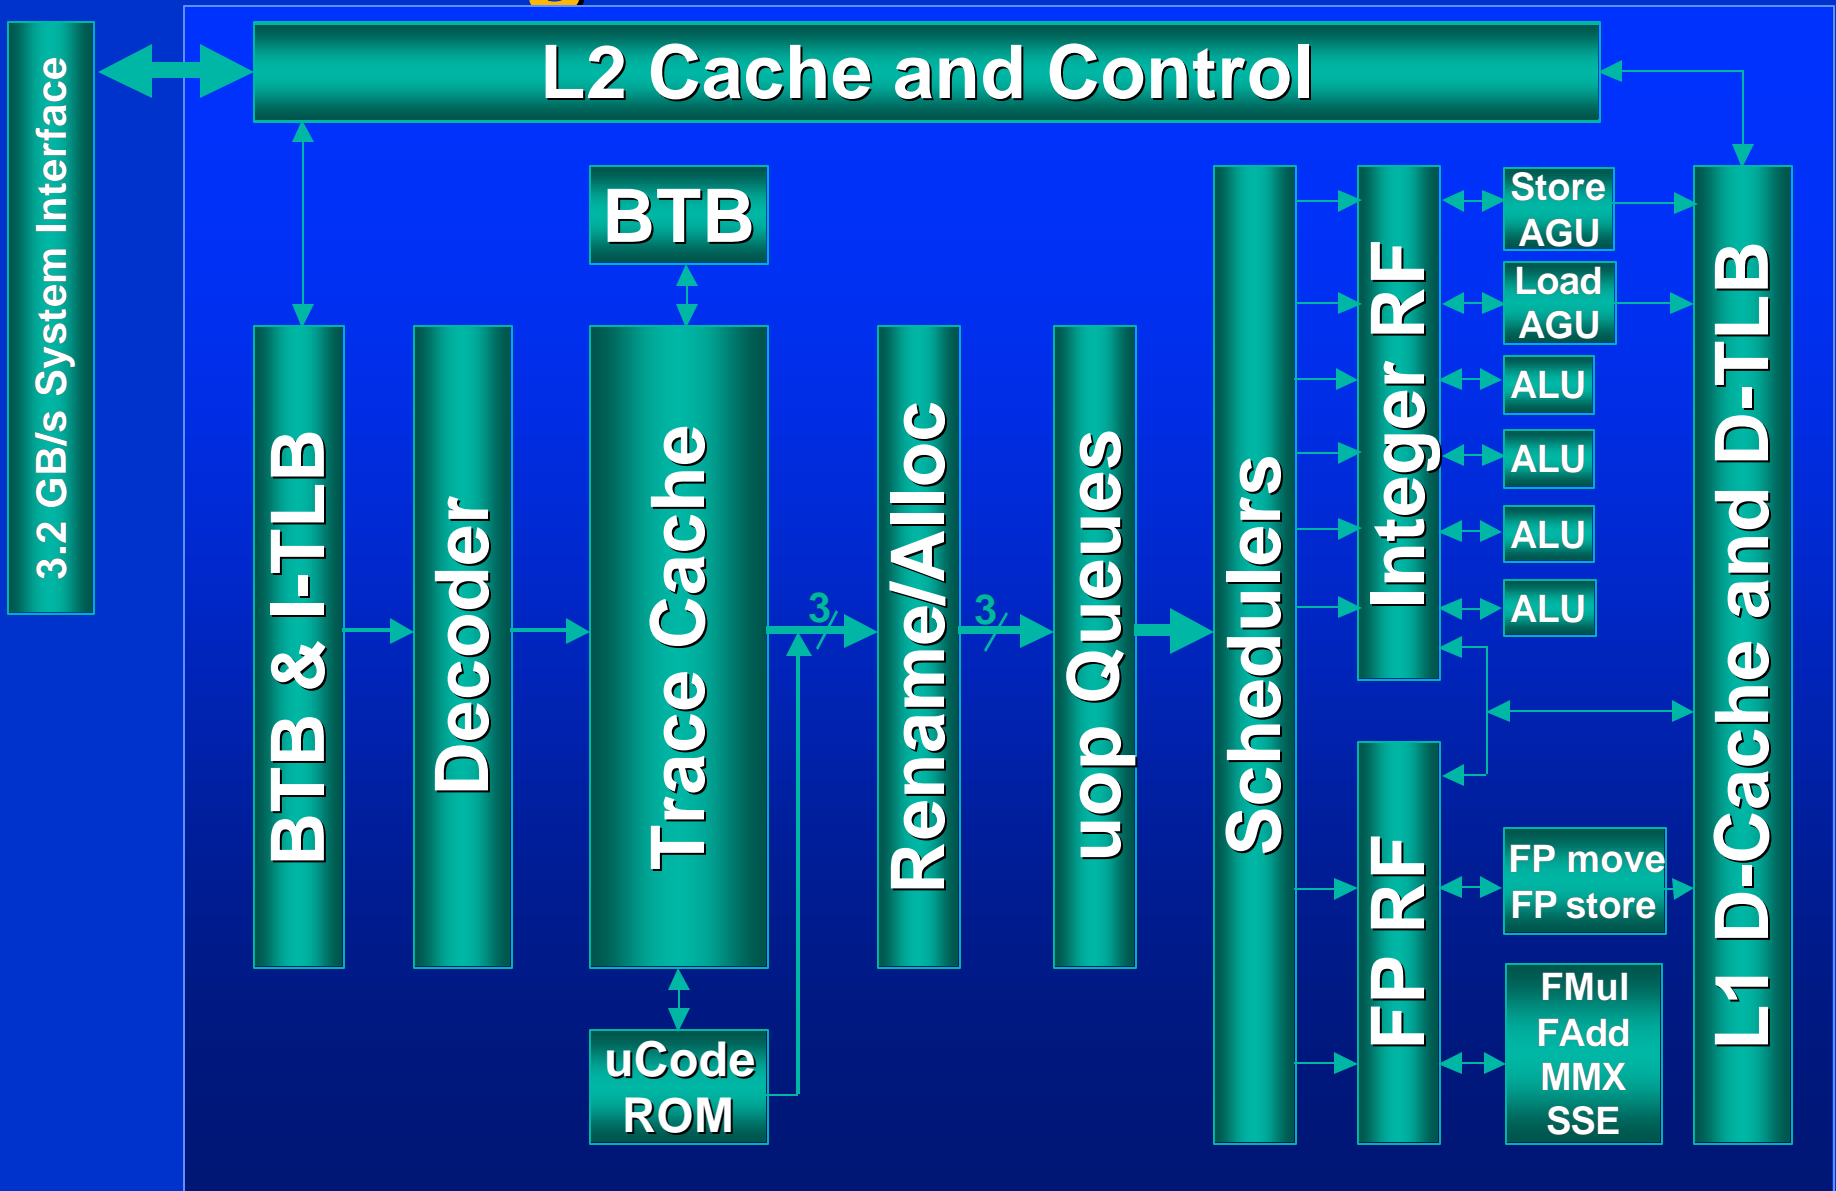 3.2 GB/s System Interface
L2 Cache and Control
BTB
BTB & I-TLB
Decoder
Trace Cache
3
Rename/Alloc
3
uop Queues
Schedulers
Integer RF
FP RF
Store
AGU
Load
AGU
ALU
ALU
ALU
ALU
FP move
FP store
FMul
FAdd
MMX
SSE
L1 D-Cache and D-TLB
uCode
ROM